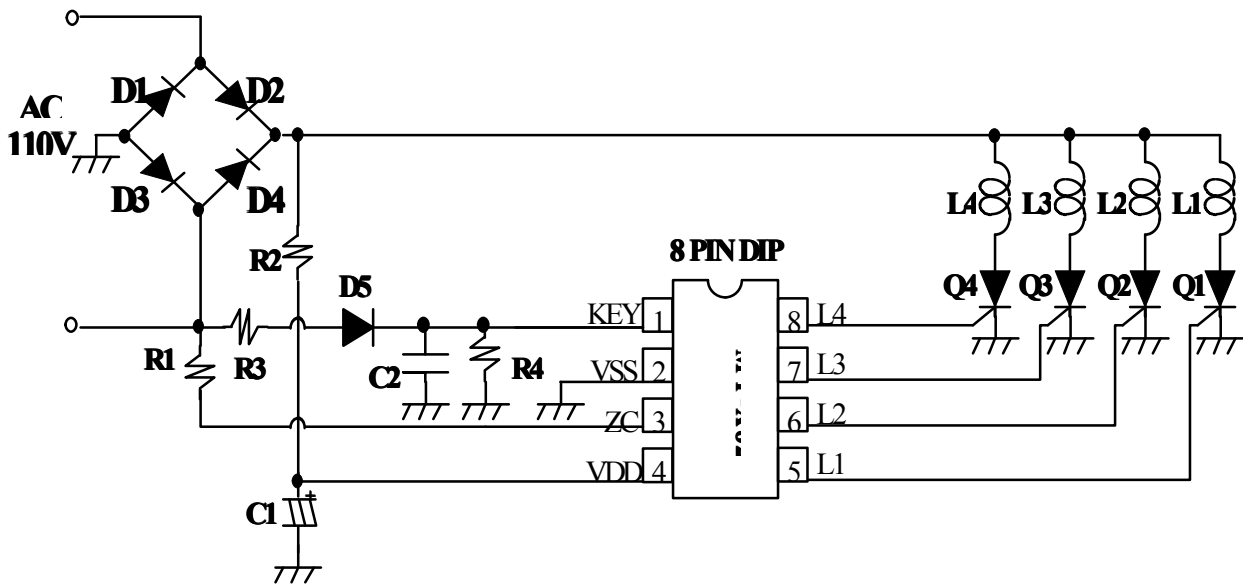 AC
110V
D1
D2
D3
D4
R2
8 PIN DIP
D5
R1
R3
C2
R4
C1
KEY 1
VSS 2
ZC 3
VDD 4
8 L4
7 L3
6 L2
5 L1
L4
L3
L2
L1
Q4
Q3
Q2
Q1
+